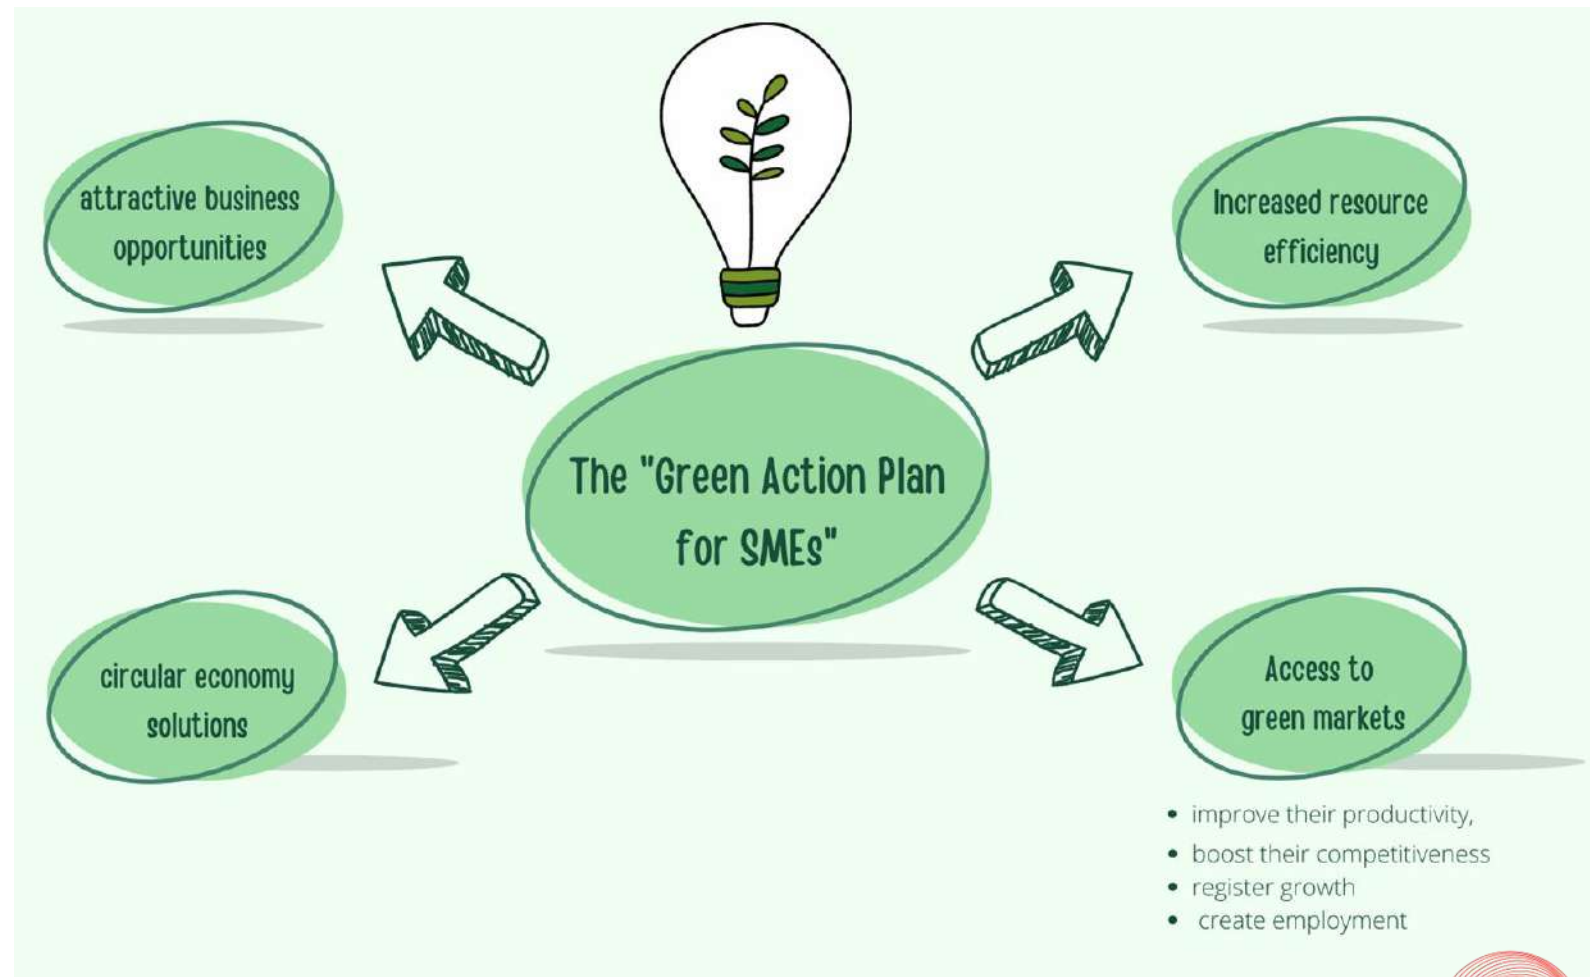 attractive business
opportunities
Increased resource
efficiency
The "Green Action Plan
for SMEs"
circular economy
solutions
Access to
green markets
• improve their productivity,
• boost their competitiveness
• register growth
• create employment